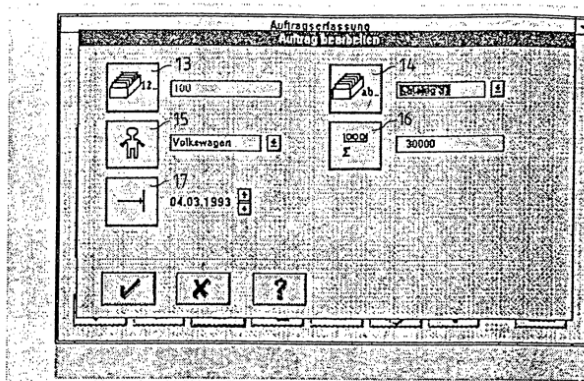 Auftragserfassung
Auftrag bearbeiten
13
14
12..
100
ab..
15
16
Volkswagen
1000
Σ
30000
17
04.03.1993
?